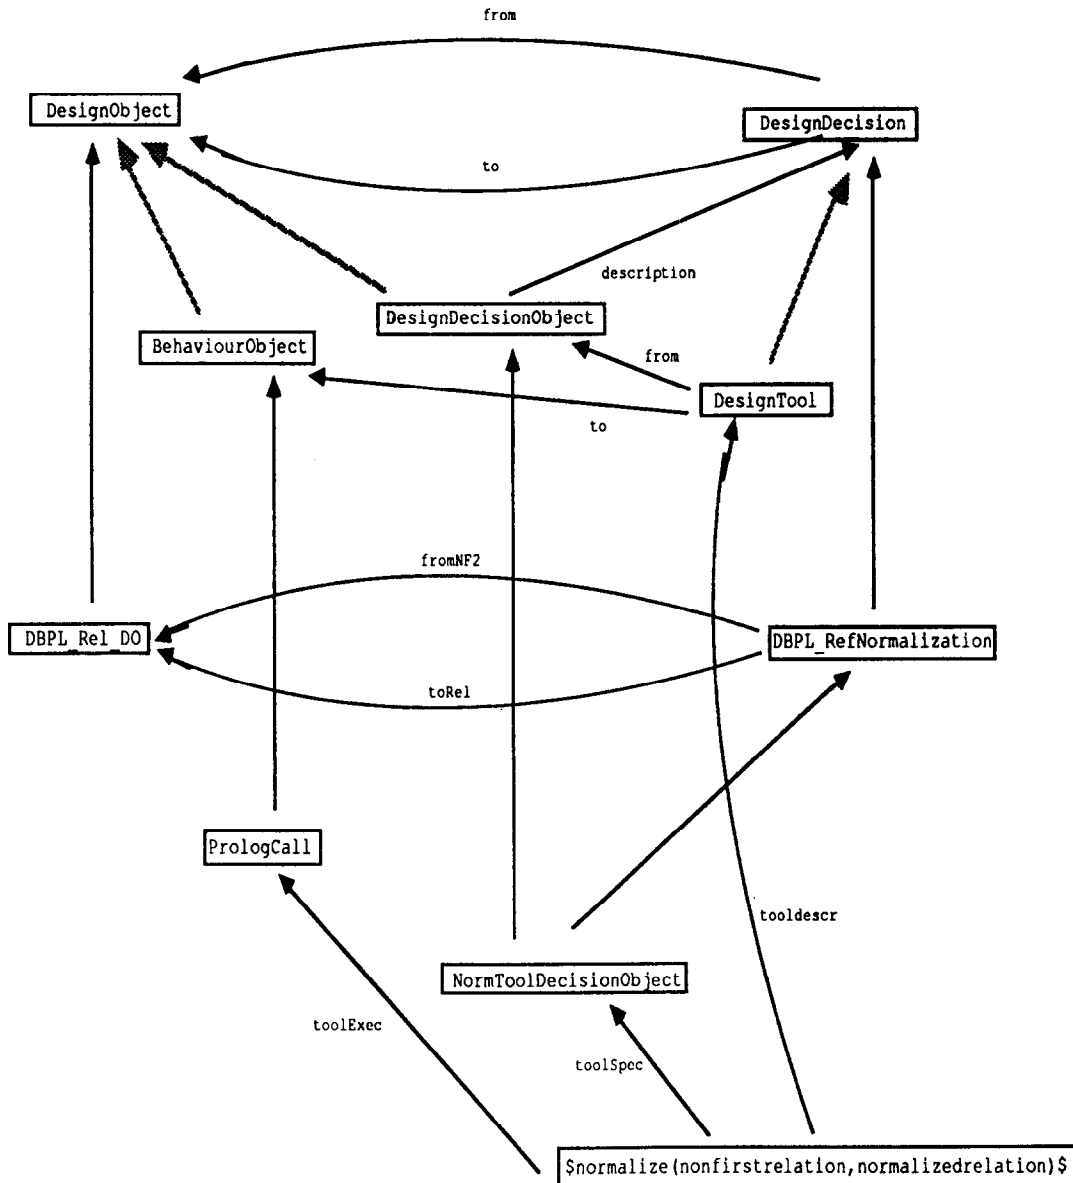 from
DesignObject
DesignDecision
to
description
DesignDecisionObject
BehaviourObject
from
DesignTool
to
fromNF2
DBPL_Rel_DO
DBPL_RefNormalization
toRel
PrologCall
tooldescr
NormToolDecisionObject
toolExec
toolSpec
$normalize(nonfirstrelation,normalizedrelation)$